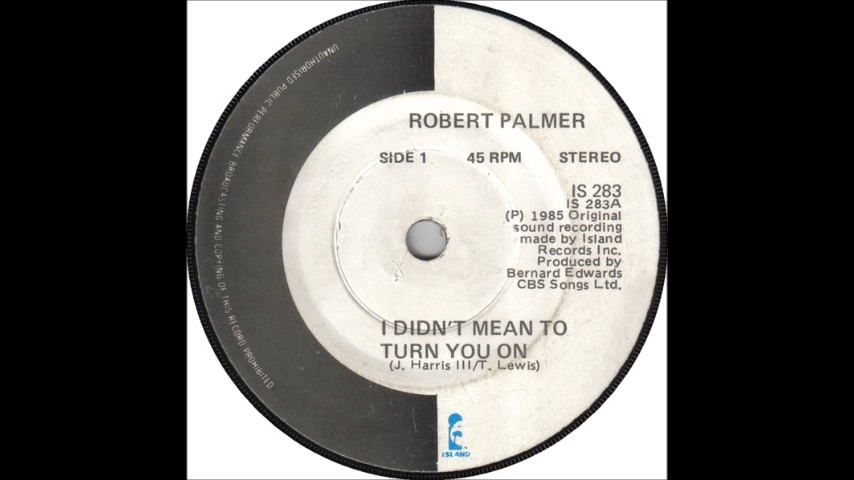 ROBERT PALMER
SIDE 1 45 RPM STEREO
IS 283
IS 283A
(P) 1985 Original
sound recording
made by Island
Records Inc.
Produced by
Bernard Edwards
CBS Songs Ltd.
I DIDN'T MEAN TO
TURN YOU ON
(J. Harris III/T. Lewis)
ISLAND
UNAUTHORISED PUBLIC PERFORMANCE BROADCASTING AND COPYING OF THIS RECORD PROHIBITED